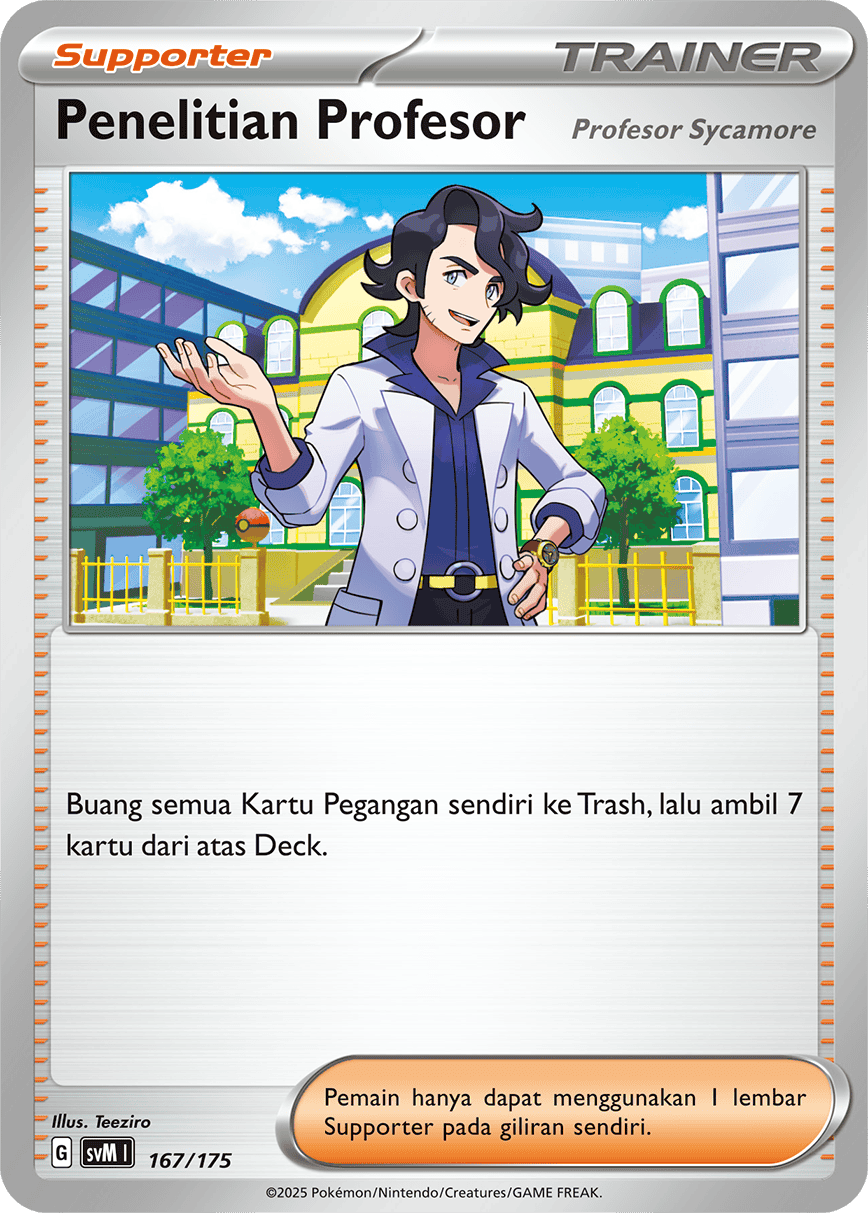 Supporter
TRAINER
Penelitian Profesor
Profesor Sycamore
Buang semua Kartu Pegangan sendiri ke Trash, lalu ambil 7
kartu dari atas Deck.
Pemain hanya dapat menggunakan 1 lembar
Supporter pada giliran sendiri.
Illus. Teeziro
G svM I 167/175
©2025 Pokémon/Nintendo/Creatures/GAME FREAK.